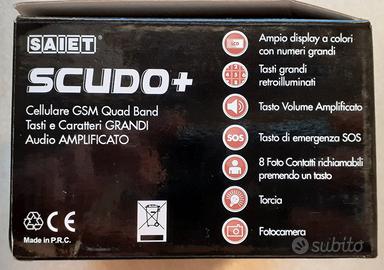 SAIET
SCUDO+
Cellulare GSM Quad Band
Tasti e Caratteri GRANDI
Audio AMPLIFICATO
CE
Made in P.R.C.
LCD
Ampio display a colori
con numeri grandi
Tasti grandi
retroilluminati
Tasto Volume Amplificato
SOS
Tasto di emergenza SOS
8 Foto Contatti richiamabili
premendo un tasto
Torcia
Fotocamera
subito